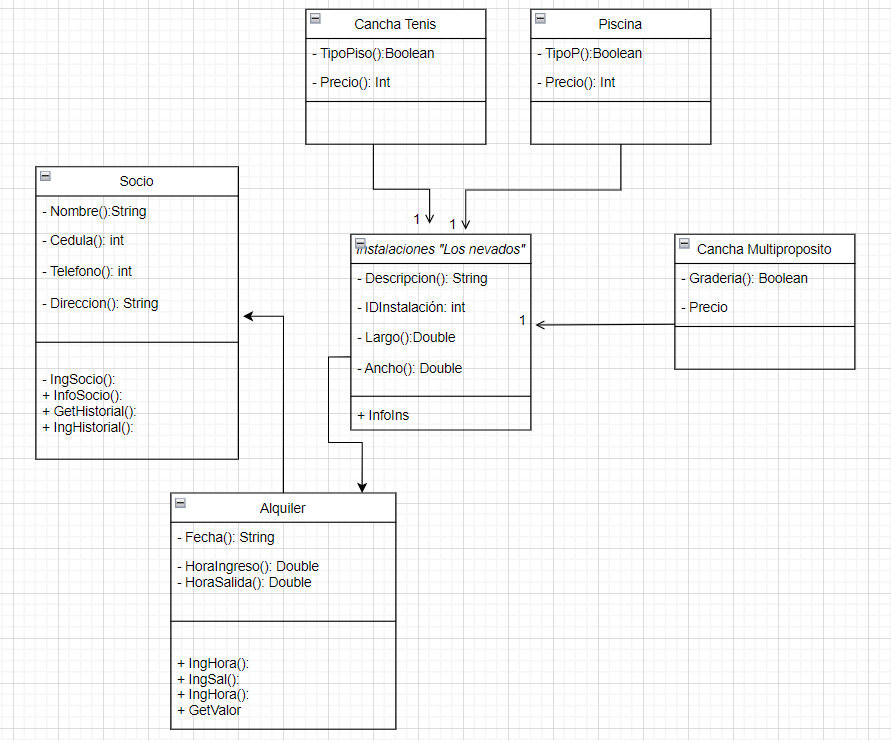 Cancha Tenis
- TipoPiso():Boolean
- Precio(): Int
Piscina
- TipoP():Boolean
- Precio(): Int
Socio
- Nombre():String
- Cedula(): int
- Telefono(): int
- Direccion(): String
- IngSocio():
+ InfoSocio():
+ GetHistorial():
+ IngHistorial():
1
1
Instalaciones "Los nevados"
- Descripcion(): String
- IDInstalación: int
- Largo():Double
- Ancho(): Double
+ InfoIns
1
Cancha Multiproposito
- Graderia(): Boolean
- Precio
Alquiler
- Fecha(): String
- HoraIngreso(): Double
- HoraSalida(): Double
+ IngHora():
+ IngSal():
+ IngHora():
+ GetValor